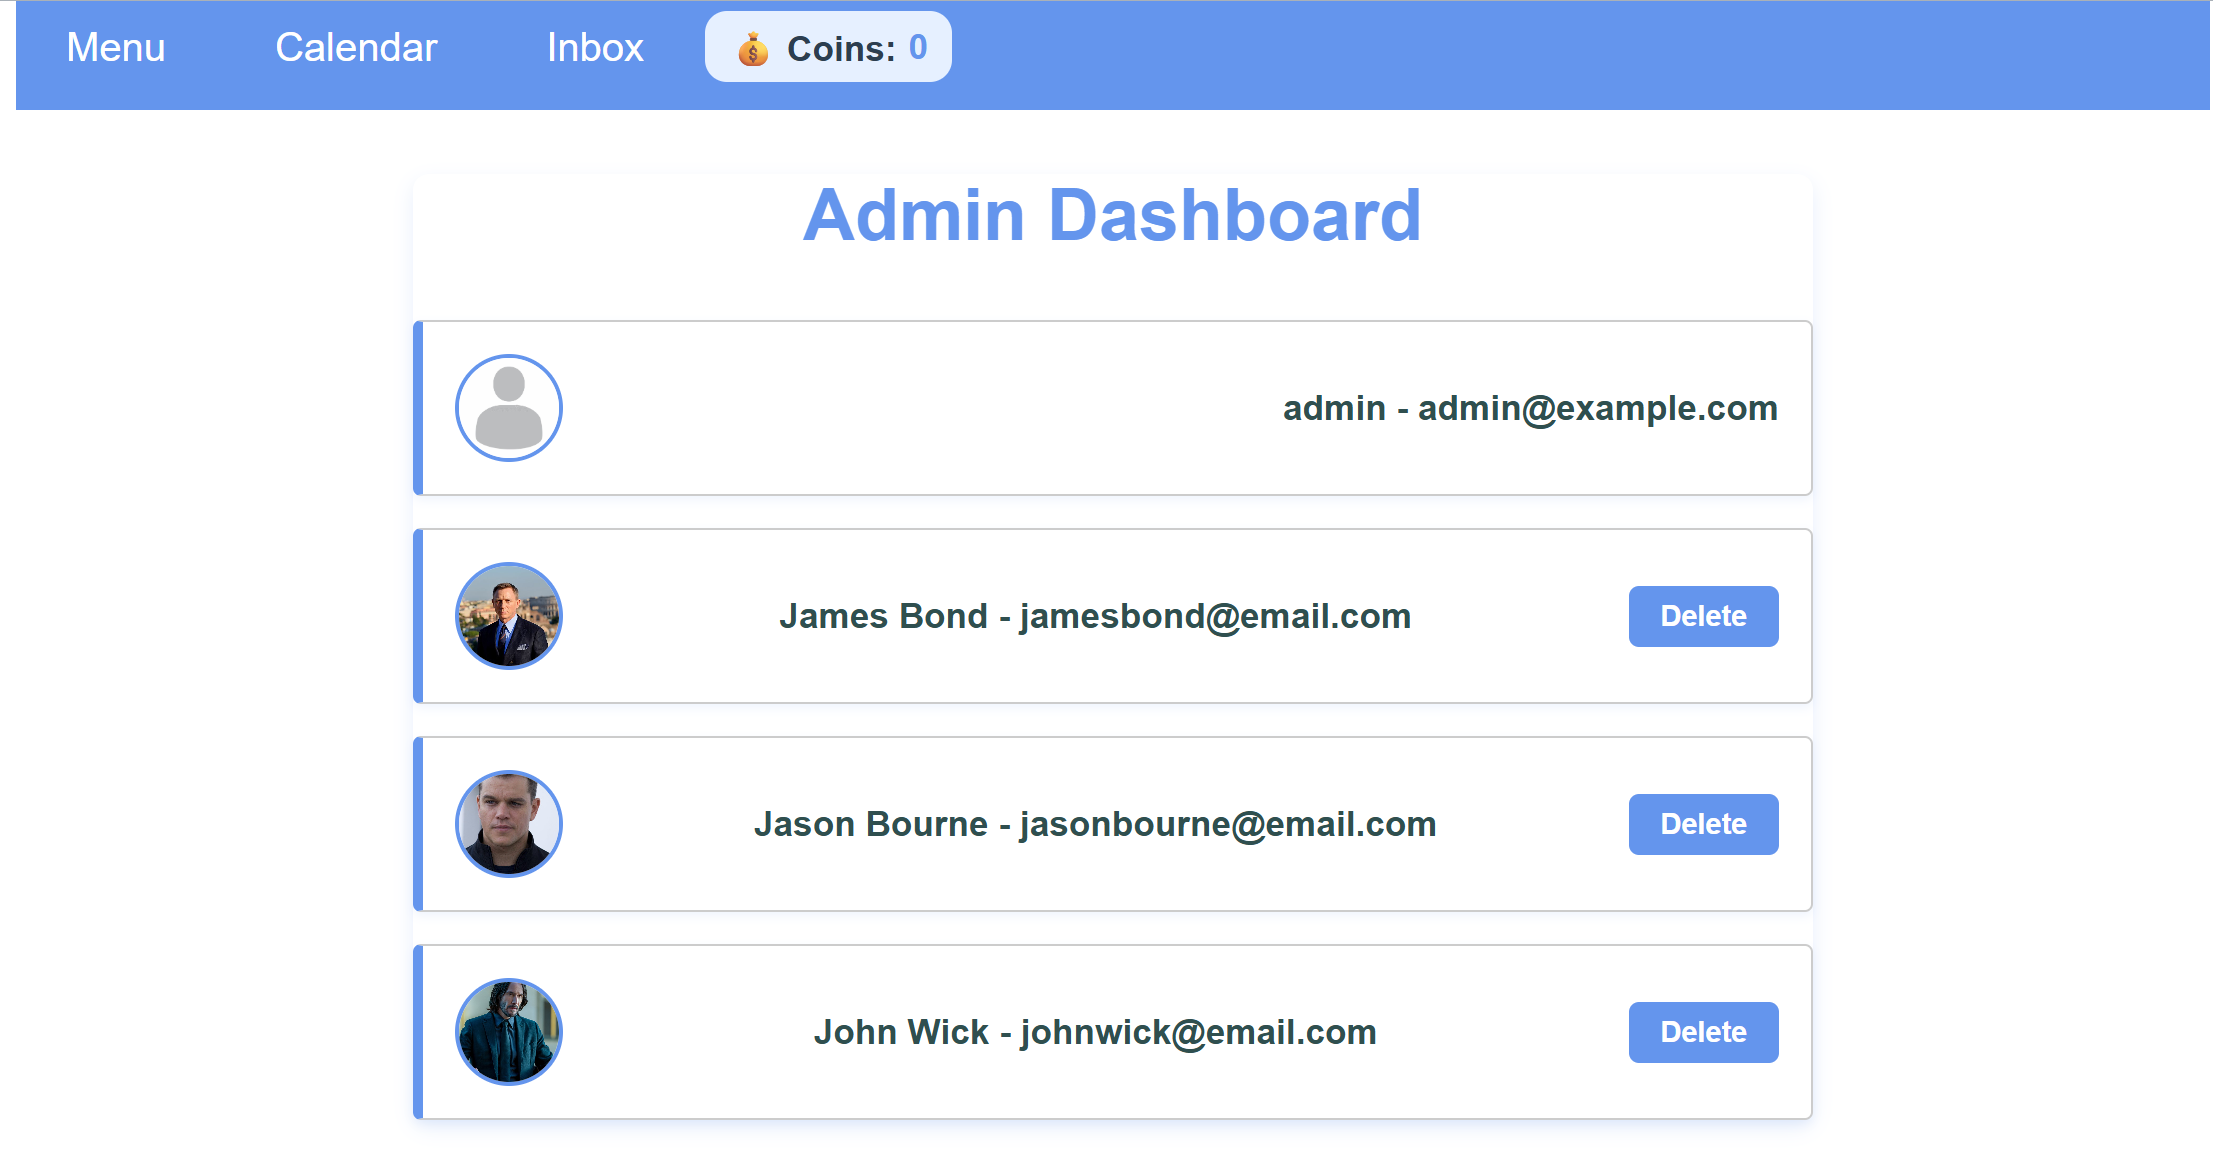 Menu Calendar Inbox 💰 Coins: 0
Admin Dashboard
admin - admin@example.com
James Bond - jamesbond@email.com Delete
Jason Bourne - jasonbourne@email.com Delete
John Wick - johnwick@email.com Delete